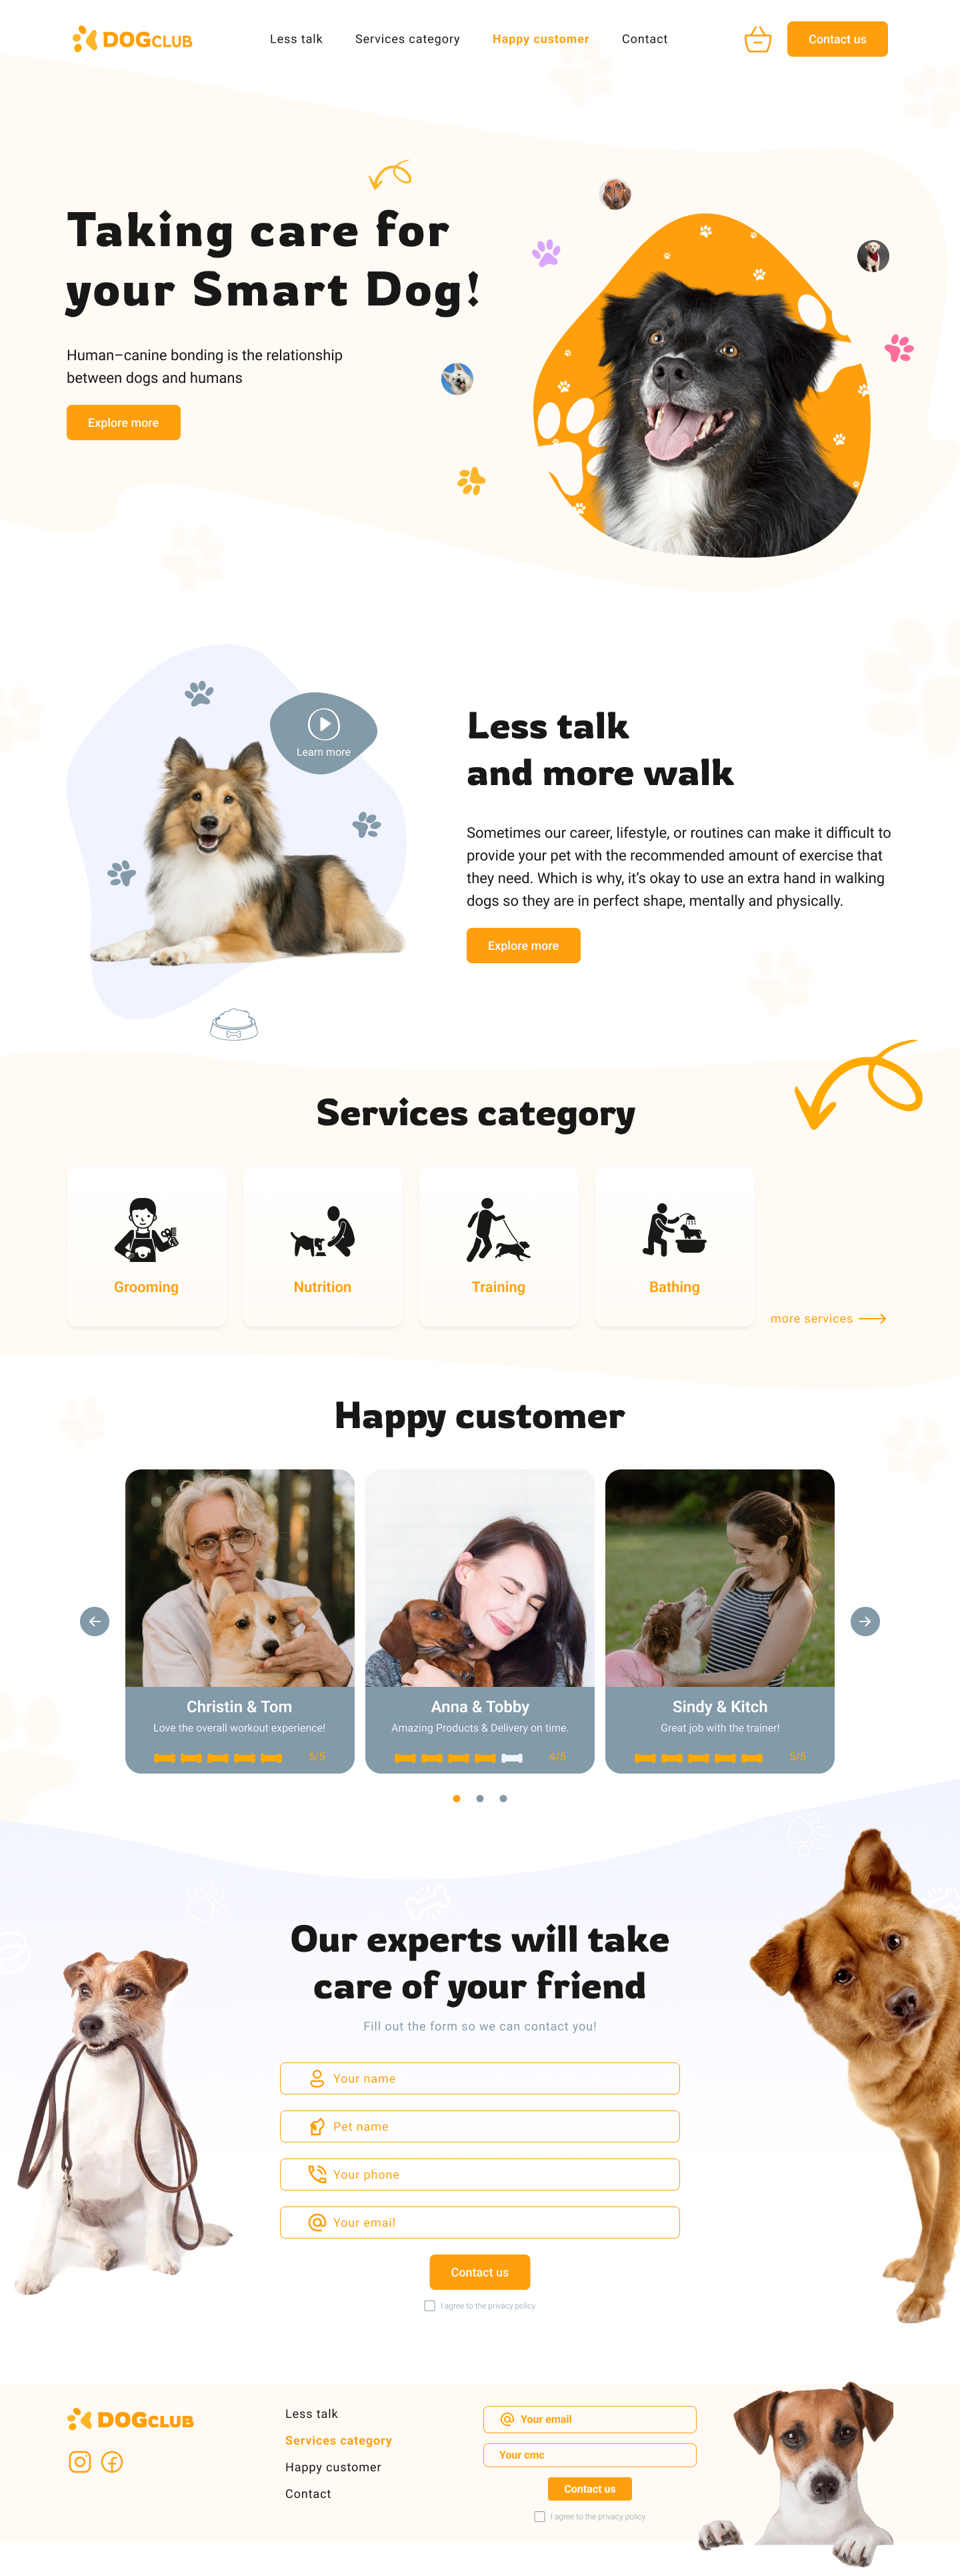 DOGCLUB
Less talk
Services category
Happy customer
Contact
Contact us
Taking care for
your Smart Dog!
Human–canine bonding is the relationship
between dogs and humans
Explore more
Learn more
Less talk
and more walk
Sometimes our career, lifestyle, or routines can make it difficult to
provide your pet with the recommended amount of exercise that
they need. Which is why, it’s okay to use an extra hand in walking
dogs so they are in perfect shape, mentally and physically.
Explore more
Services category
Grooming
Nutrition
Training
Bathing
more services
Happy customer
Christin & Tom
Love the overall workout experience!
5/5
Anna & Tobby
Amazing Products & Delivery on time.
4/5
Sindy & Kitch
Great job with the trainer!
5/5
Our experts will take
care of your friend
Fill out the form so we can contact you!
Your name
Pet name
Your phone
Your email
Contact us
I agree to the privacy policy
DOGCLUB
Less talk
Services category
Happy customer
Contact
Your email
Your cmc
Contact us
I agree to the privacy policy